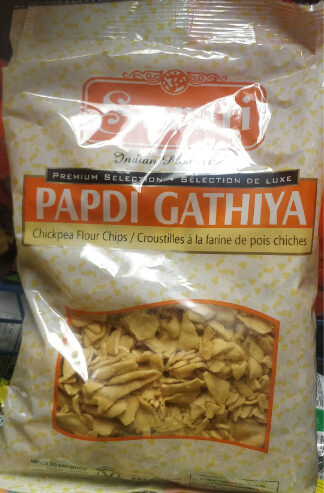 Indian
PREMIUM SELECTION • SÉLECTION DE LUXE
PAPDI GATHIYA
Chickpea Flour Chips / Croustilles à la farine de pois chiches